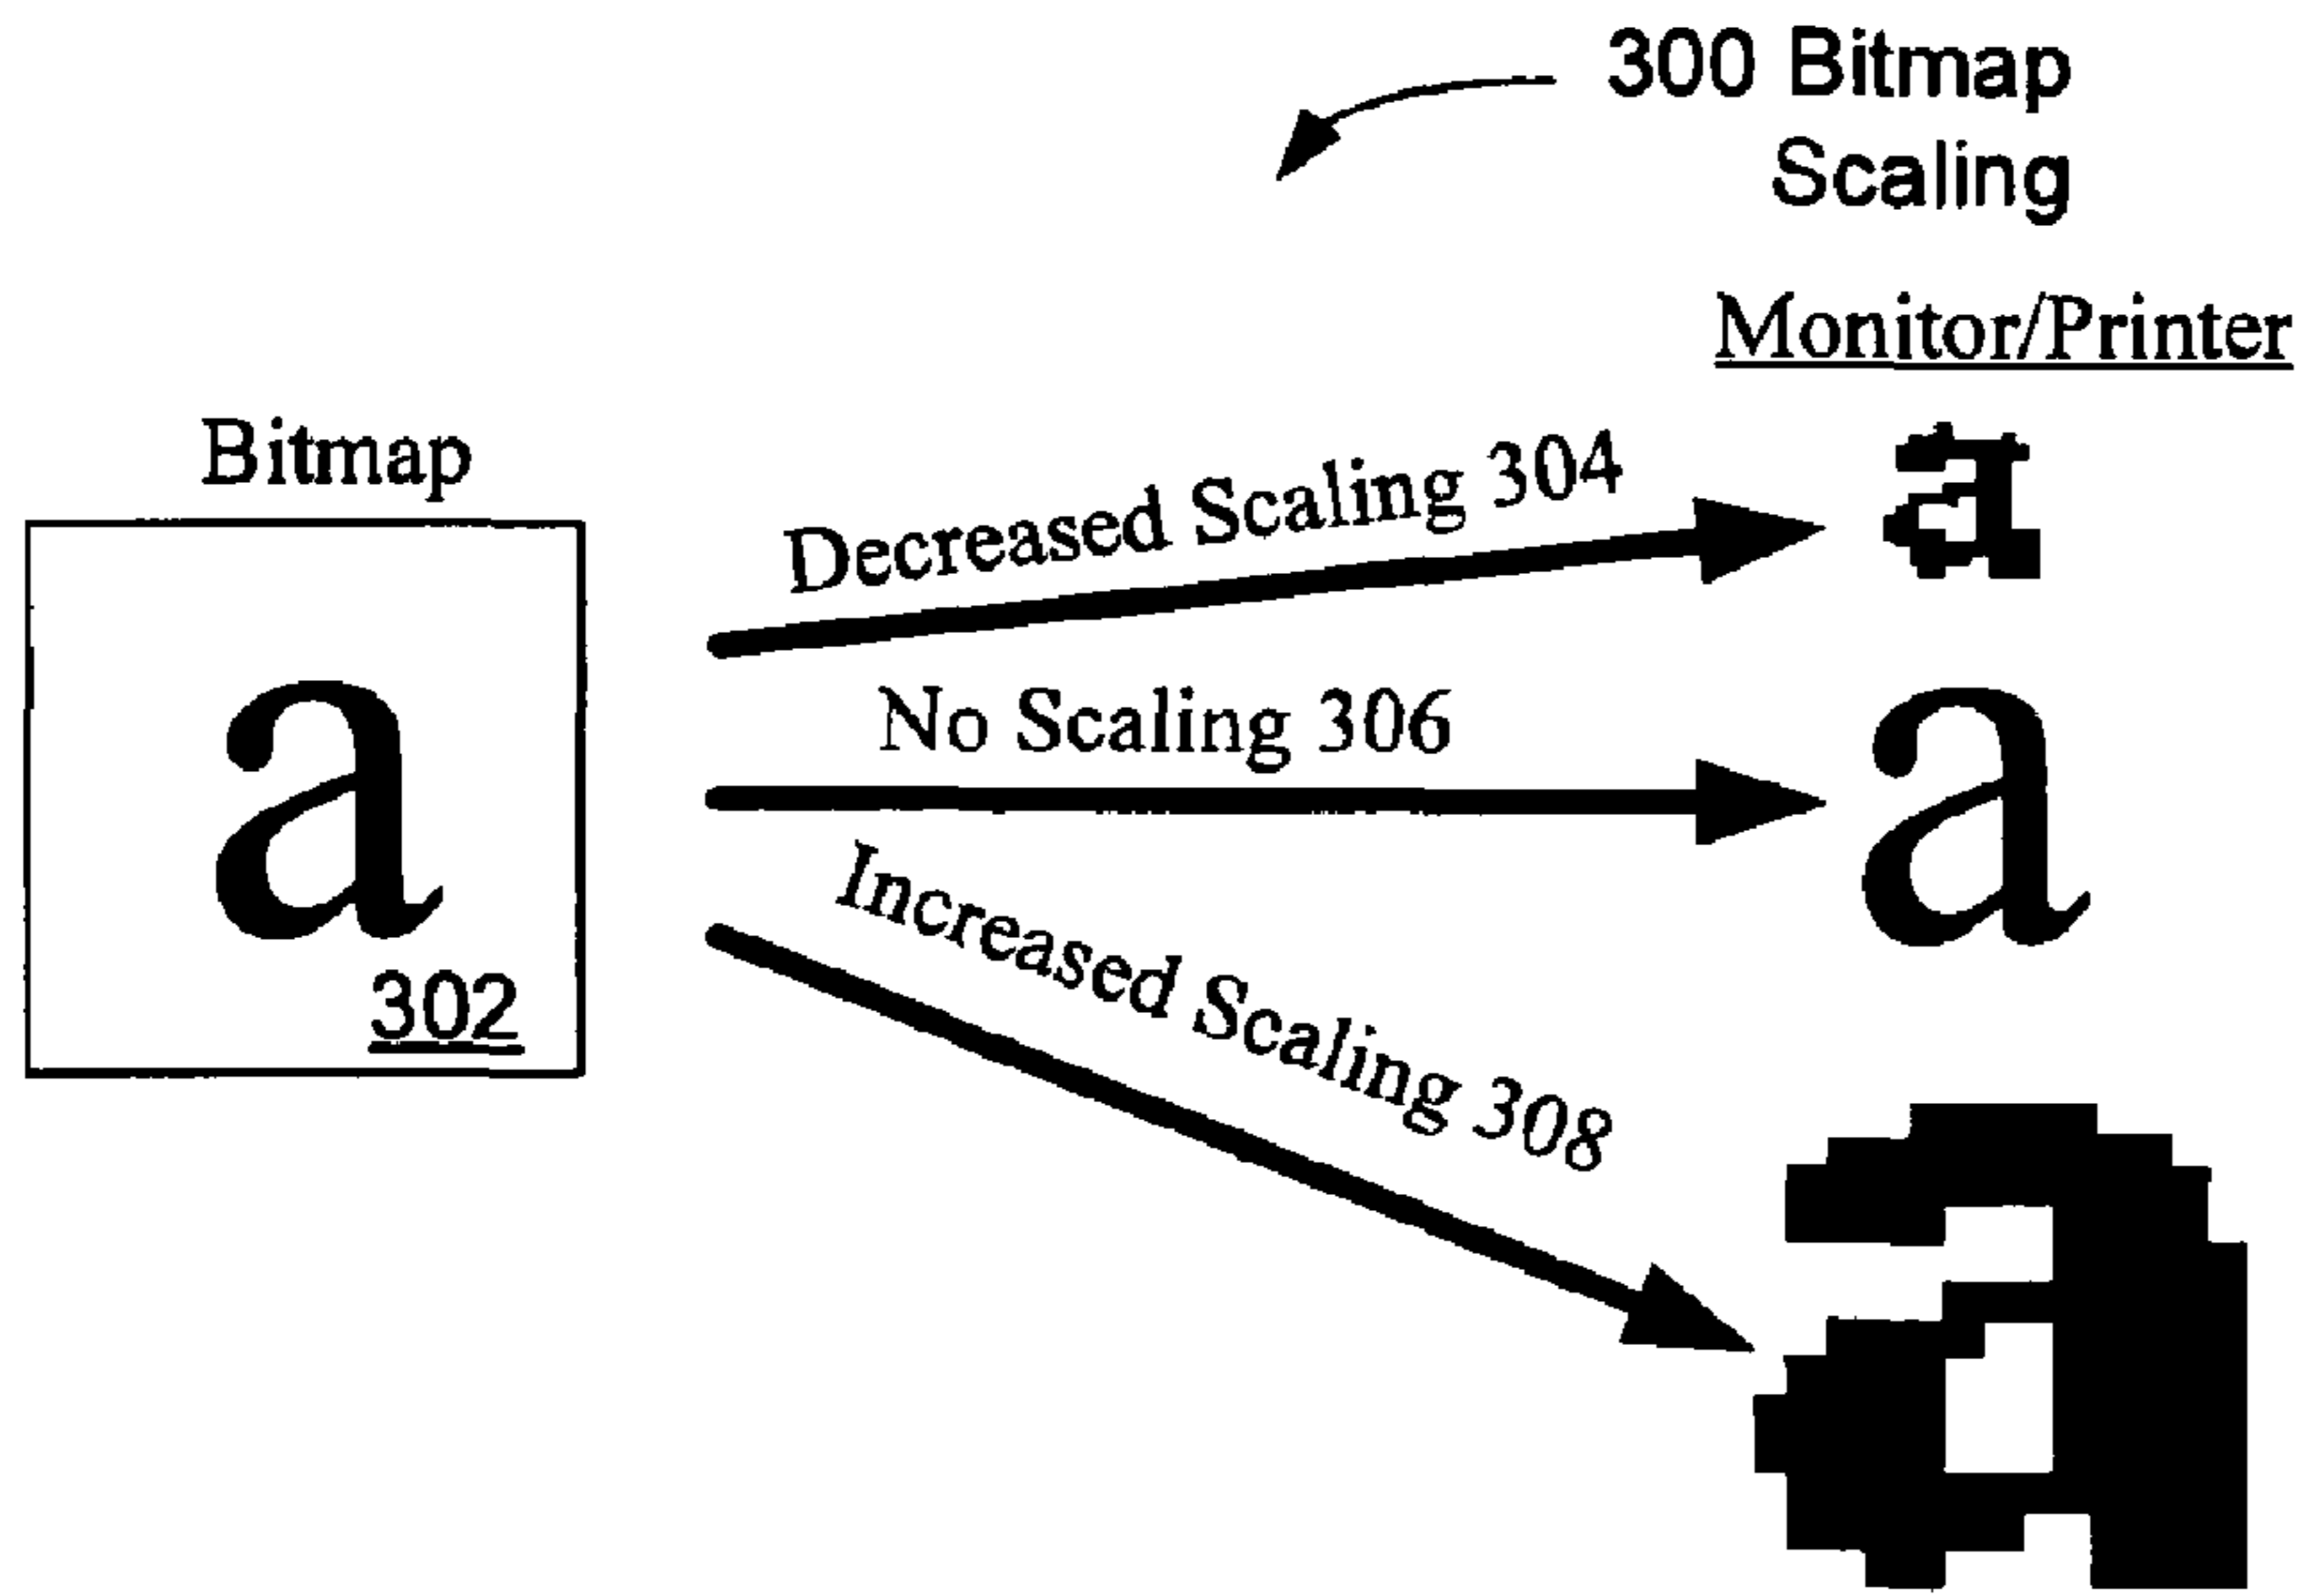 300 Bitmap
Scaling
Monitor/Printer
Bitmap
Decreased Scaling 304
a
a
No Scaling 306
a
302
Increased Scaling 308
a